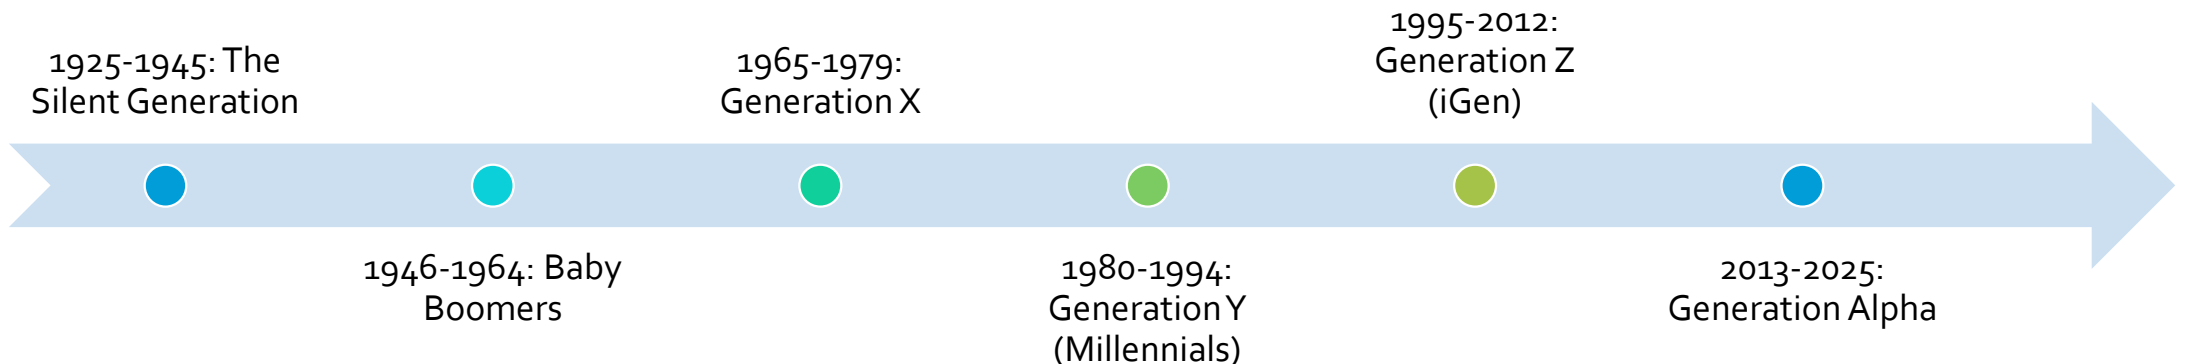 1925-1945: The
Silent Generation
1946-1964: Baby
Boomers
1965-1979:
Generation X
1980-1994:
Generation Y
(Millennials)
1995-2012:
Generation Z
(iGen)
2013-2025:
Generation Alpha